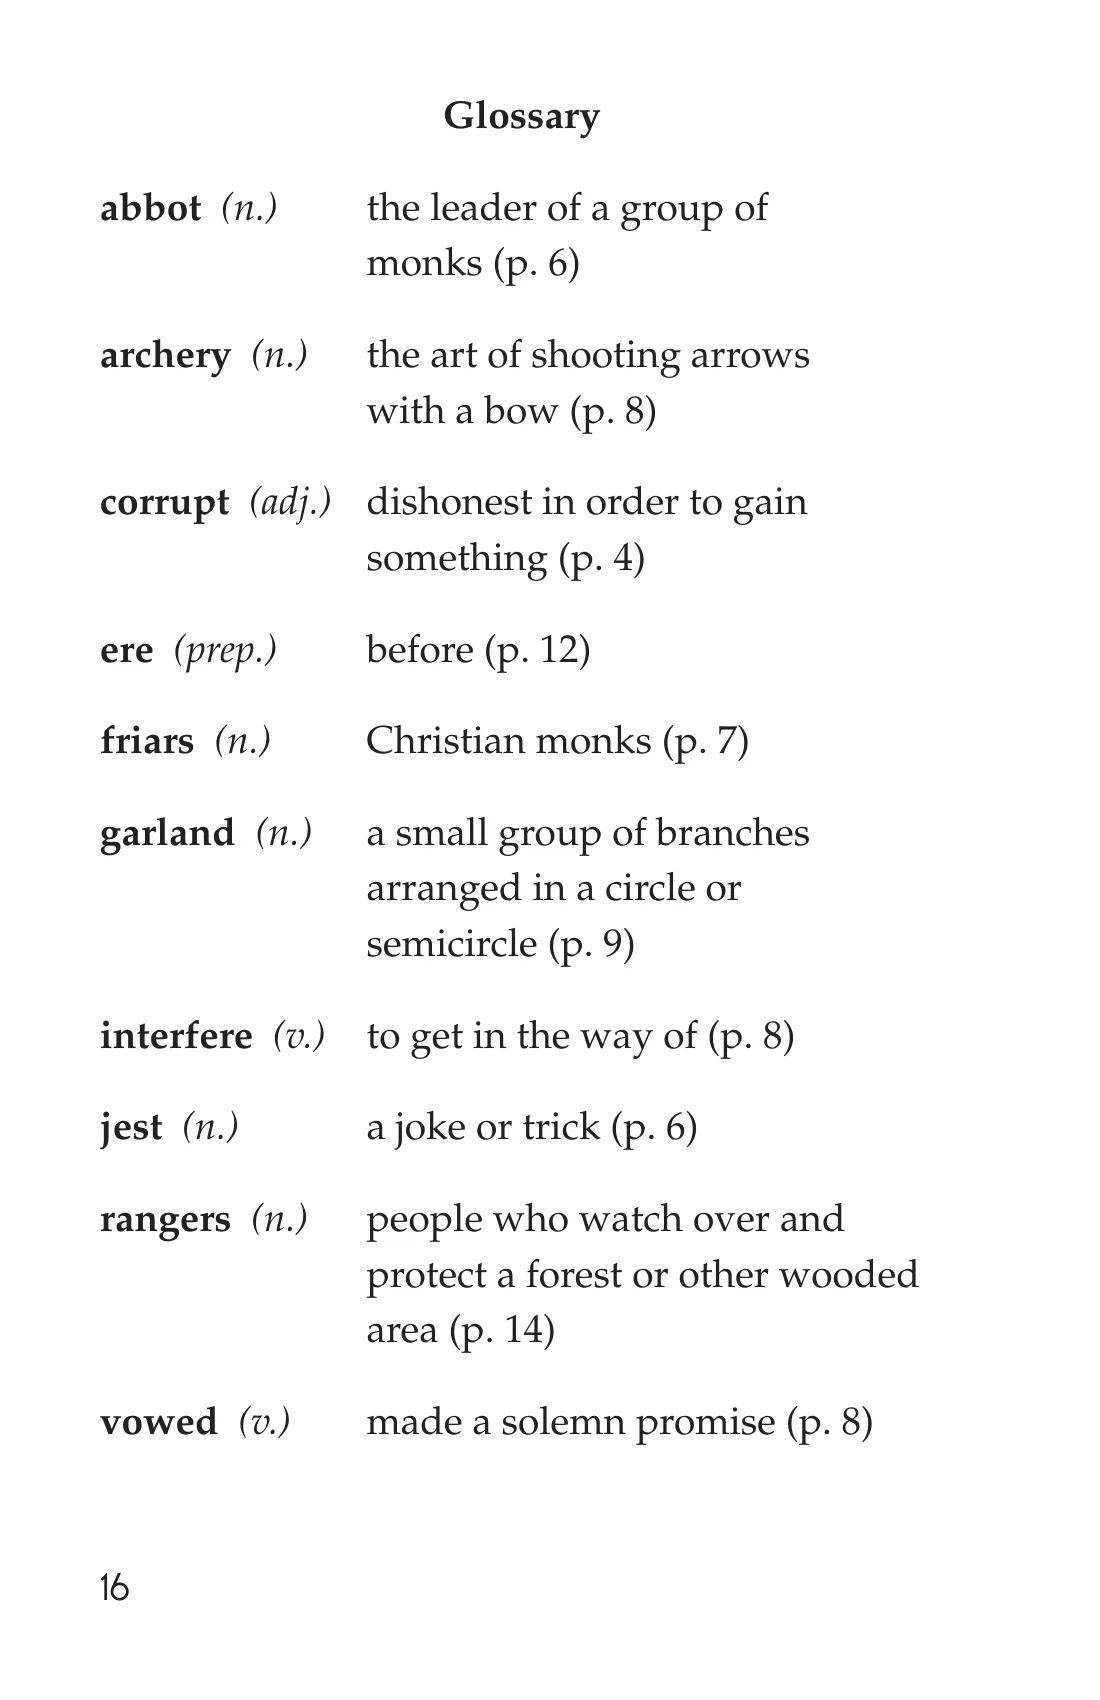 Glossary
abbot (n.) the leader of a group of
monks (p. 6)
archery (n.) the art of shooting arrows
with a bow (p. 8)
corrupt (adj.) dishonest in order to gain
something (p. 4)
ere (prep.) before (p. 12)
friars (n.) Christian monks (p. 7)
garland (n.) a small group of branches
arranged in a circle or
semicircle (p. 9)
interfere (v.) to get in the way of (p. 8)
jest (n.) a joke or trick (p. 6)
rangers (n.) people who watch over and
protect a forest or other wooded
area (p. 14)
vowed (v.) made a solemn promise (p. 8)
16